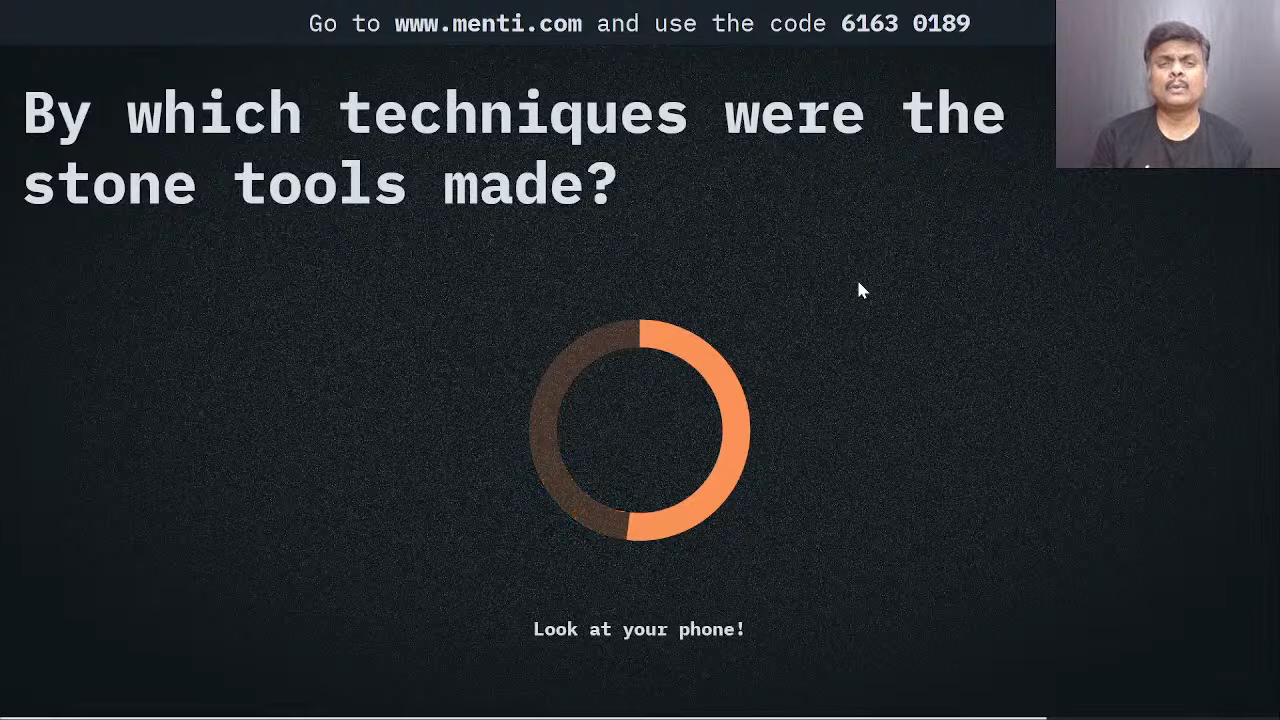 Go to www.menti.com and use the code 6163 0189
By which techniques were the
stone tools made?
Look at your phone!